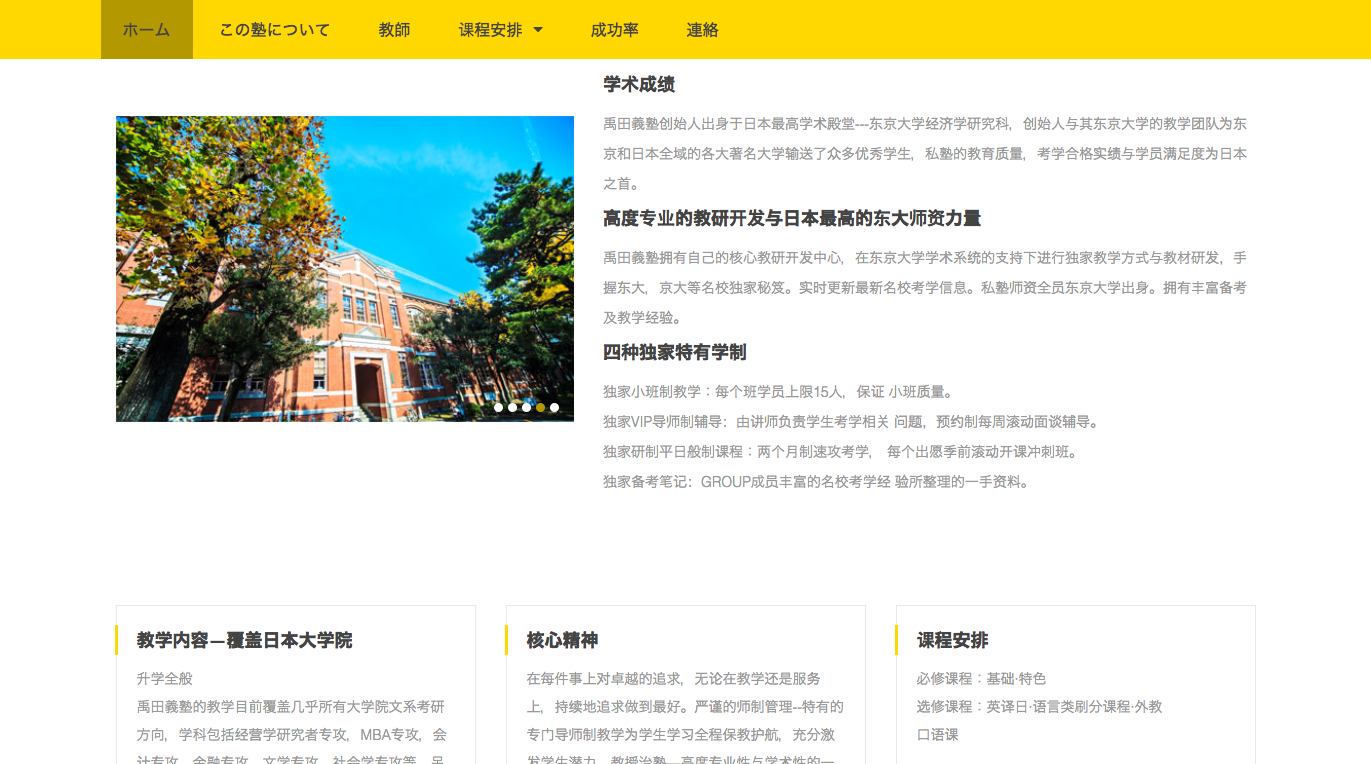 ホーム この塾について 教師 课程安排 成功率 連絡
学术成绩
禹田義塾创始人出身于日本最高学术殿堂---东京大学经济学研究科，创始人与其东京大学的教学团队为东
京和日本全域的各大著名大学输送了众多优秀学生，私塾的教育质量，考学合格实绩与学员满足度为日本
之首。
高度专业的教研开发与日本最高的东大师资力量
禹田義塾拥有自己的核心教研开发中心，在东京大学学术系统的支持下进行独家教学方式与教材研发，手
握东大，京大等名校独家秘笈。实时更新最新名校考学信息。私塾师资全员东京大学出身。拥有丰富备考
及教学经验。
四种独家特有学制
独家小班制教学：每个班学员上限15人，保证 小班质量。
独家VIP导师制辅导：由讲师负责学生考学相关 问题，预约制每周滚动面谈辅导。
独家研制平日般制课程：两个月制速攻考学， 每个出愿季前滚动开课冲刺班。
独家备考笔记：GROUP成员丰富的名校考学经 验所整理的一手资料。
教学内容—覆盖日本大学院
升学全般
禹田義塾的教学目前覆盖几乎所有大学院文系考研
方向，学科包括经营学研究者专攻，MBA专攻，会
计专攻，金融专攻，文学专攻，社会学专攻等，另
核心精神
在每件事上对卓越的追求，无论在教学还是服务
上，持续地追求做到最好。严谨的师制管理--特有的
专门导师制教学为学生学习全程保教护航，充分激
发学生潜力。教授治塾—高度专业性与学术性的一
课程安排
必修课程：基础·特色
选修课程：英译日·语言类刷分课程·外教
口语课